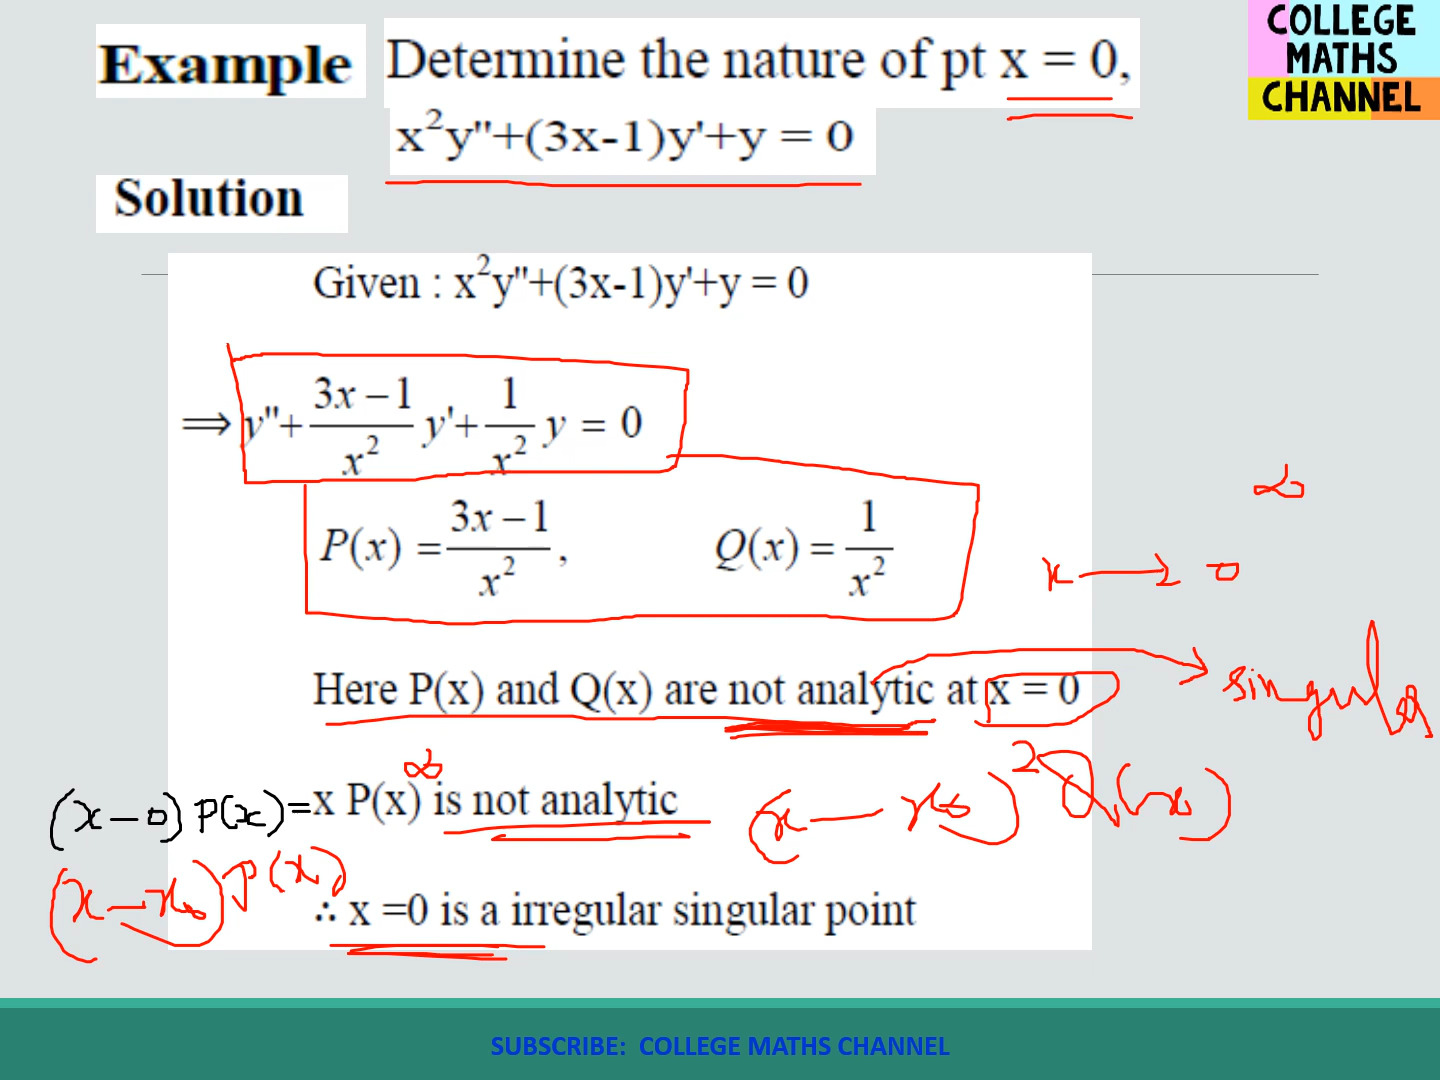 COLLEGE
MATHS
CHANNEL
Example Determine the nature of pt x = 0,
x²y"+(3x-1)y'+y = 0
Solution
Given : x²y"+(3x-1)y'+y = 0
⇒ y"+ (3x−1)/x² y'+ 1/x² y = 0
P(x) = (3x−1)/x², Q(x) = 1/x²
∞
x → 0
Here P(x) and Q(x) are not analytic at x = 0
singular
∞
(x-0) P(x)=x P(x) is not analytic
(x-x₀)² Q(x)
(x-x₀)P(x)
∴ x =0 is a irregular singular point
SUBSCRIBE: COLLEGE MATHS CHANNEL